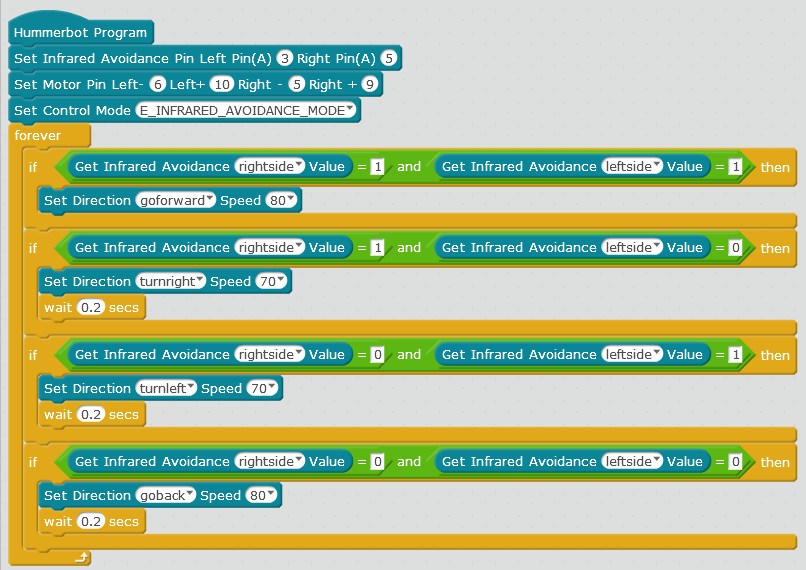 Hummerbot Program
Set Infrared Avoidance Pin Left Pin(A) 3 Right Pin(A) 5
Set Motor Pin Left- 6 Left+ 10 Right - 5 Right + 9
Set Control Mode E_INFRARED_AVOIDANCE_MODE
forever
if Get Infrared Avoidance rightside Value = 1 and Get Infrared Avoidance leftside Value = 1 then
Set Direction goforward Speed 80
if Get Infrared Avoidance rightside Value = 1 and Get Infrared Avoidance leftside Value = 0 then
Set Direction turnright Speed 70
wait 0.2 secs
if Get Infrared Avoidance rightside Value = 0 and Get Infrared Avoidance leftside Value = 1 then
Set Direction turnleft Speed 70
wait 0.2 secs
if Get Infrared Avoidance rightside Value = 0 and Get Infrared Avoidance leftside Value = 0 then
Set Direction goback Speed 80
wait 0.2 secs